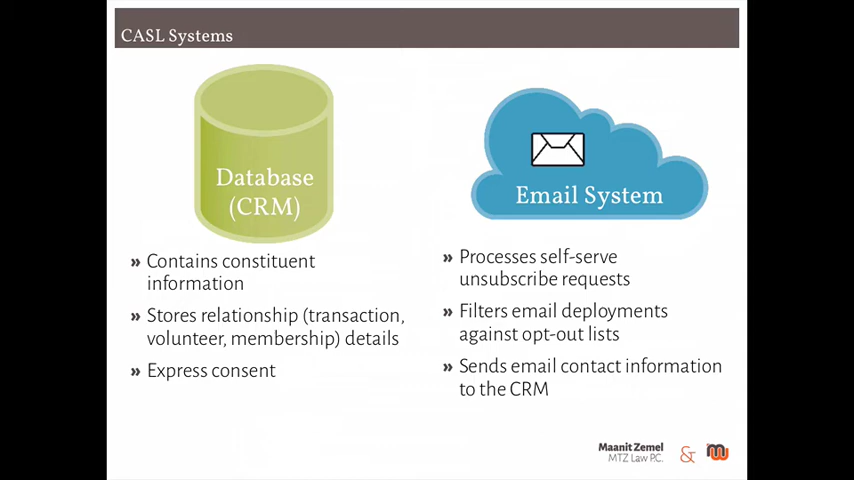 CASL Systems
Database
(CRM)
» Contains constituent
information
» Stores relationship (transaction,
volunteer, membership) details
» Express consent
Email System
» Processes self-serve
unsubscribe requests
» Filters email deployments
against opt-out lists
» Sends email contact information
to the CRM
Maanit Zemel
MTZ Law P.C.
&